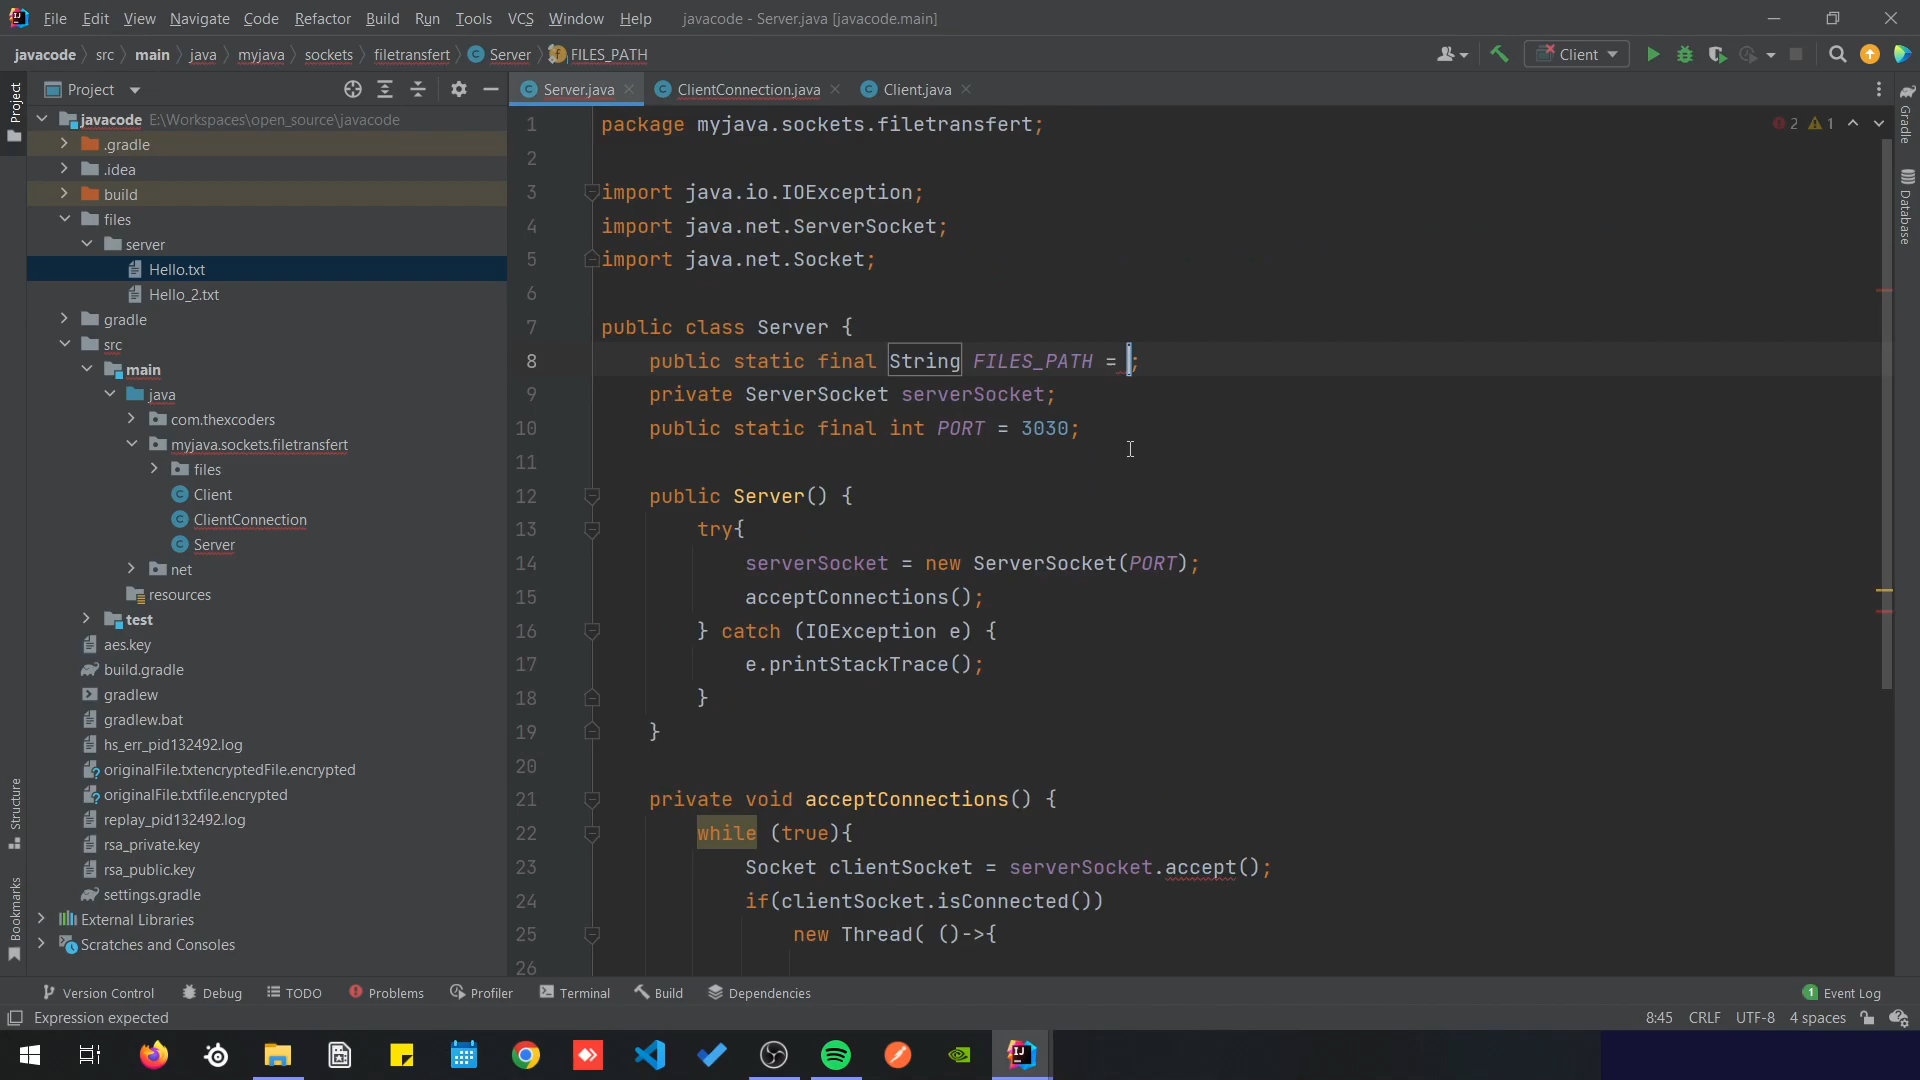 File Edit View Navigate Code Refactor Build Run Tools VCS Window Help javacode - Server.java [javacode.main]
javacode src main java myjava sockets filetransfert Server FILES_PATH Client
Project Server.java ClientConnection.java Client.java
Project
Gradle
Database
Structure
Bookmarks
javacode E:\Workspaces\open_source\javacode
.gradle
.idea
build
files
server
Hello.txt
Hello_2.txt
gradle
src
main
java
com.thexcoders
myjava.sockets.filetransfert
files
Client
ClientConnection
Server
net
resources
test
aes.key
build.gradle
gradlew
gradlew.bat
hs_err_pid132492.log
originalFile.txtencryptedFile.encrypted
originalFile.txtfile.encrypted
replay_pid132492.log
rsa_private.key
rsa_public.key
settings.gradle
External Libraries
Scratches and Consoles
2 1
1 package myjava.sockets.filetransfert;
2
3 import java.io.IOException;
4 import java.net.ServerSocket;
5 import java.net.Socket;
6
7 public class Server {
8 public static final String FILES_PATH = ;
9 private ServerSocket serverSocket;
10 public static final int PORT = 3030;
11
12 public Server() {
13 try{
14 serverSocket = new ServerSocket(PORT);
15 acceptConnections();
16 } catch (IOException e) {
17 e.printStackTrace();
18 }
19 }
20
21 private void acceptConnections() {
22 while (true){
23 Socket clientSocket = serverSocket.accept();
24 if(clientSocket.isConnected())
25 new Thread( ()->{
26
Version Control Debug TODO Problems Profiler Terminal Build Dependencies 1 Event Log
Expression expected 8:45 CRLF UTF-8 4 spaces